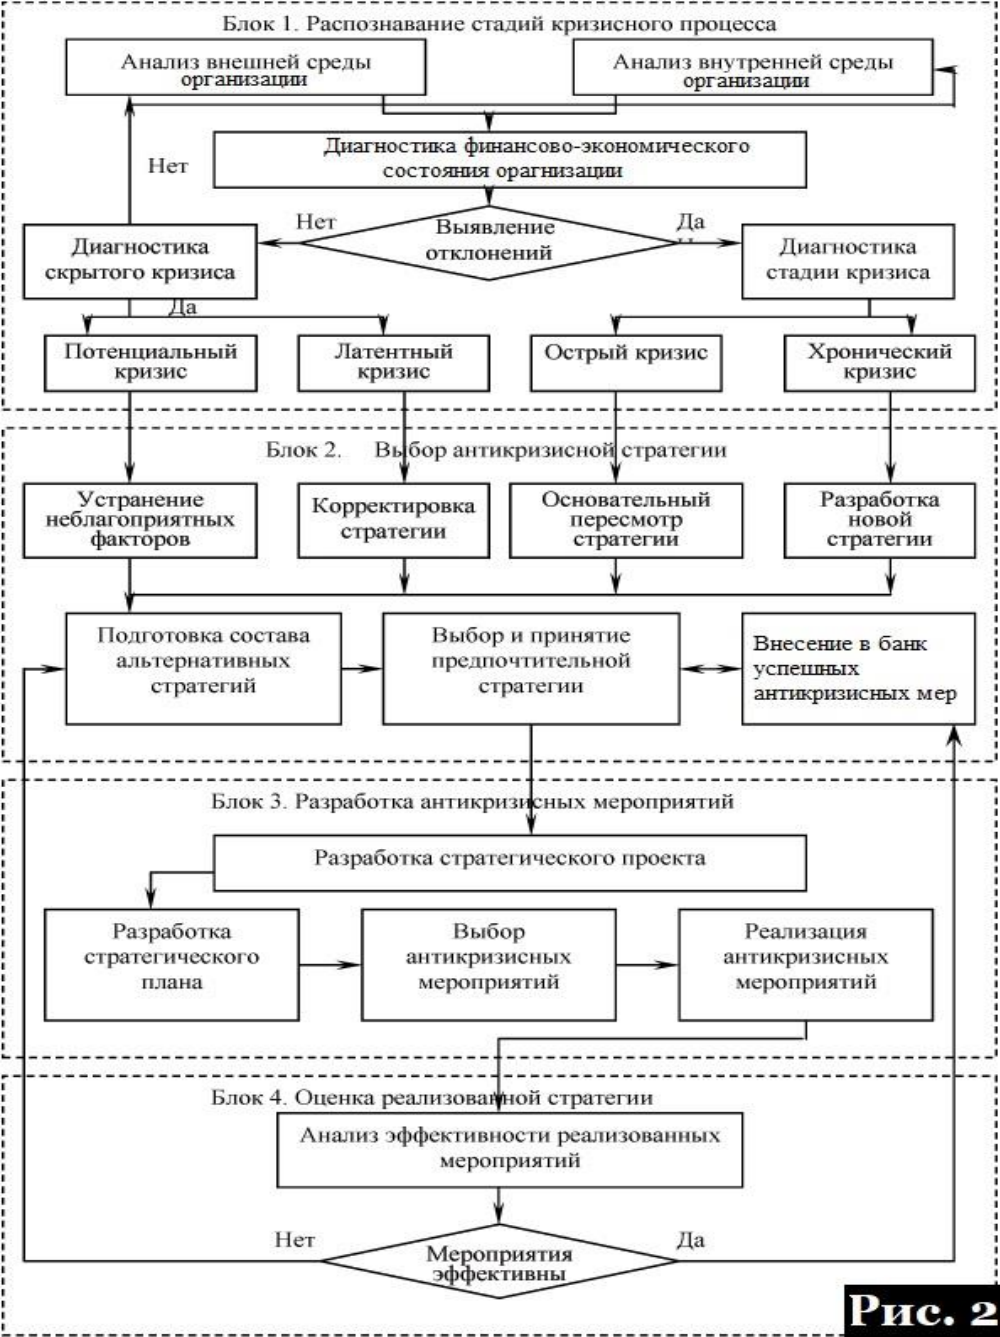 Блок 1. Распознавание стадий кризисного процесса
Анализ внешней среды
организации
Анализ внутренней среды
организации
Нет
Диагностика финансово-экономического
состояния орагнизации
Нет
Выявление
отклонений
Да
Диагностика
скрытого кризиса
Диагностика
стадии кризиса
Да
Потенциальный
кризис
Латентный
кризис
Острый кризис
Хронический
кризис
Блок 2. Выбор антикризисной стратегии
Устранение
неблагоприятных
факторов
Корректировка
стратегии
Основательный
пересмотр
стратегии
Разработка
новой
стратегии
Подготовка состава
альтернативных
стратегий
Выбор и принятие
предпочтительной
стратегии
Внесение в банк
успешных
антикризисных мер
Блок 3. Разработка антикризисных мероприятий
Разработка стратегического проекта
Разработка
стратегического
плана
Выбор
антикризисных
мероприятий
Реализация
антикризисных
мероприятий
Блок 4. Оценка реализованной стратегии
Анализ эффективности реализованных
мероприятий
Нет
Да
Мероприятия
эффективны
Рис. 2